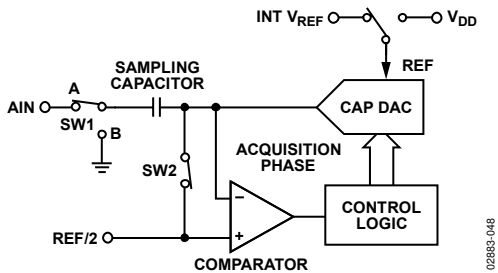 INT VREF
VDD
REF
SAMPLING
CAPACITOR
A
AIN
SW1
B
CAP DAC
ACQUISITION
PHASE
SW2
−
+
CONTROL
LOGIC
REF/2
COMPARATOR
02883-048